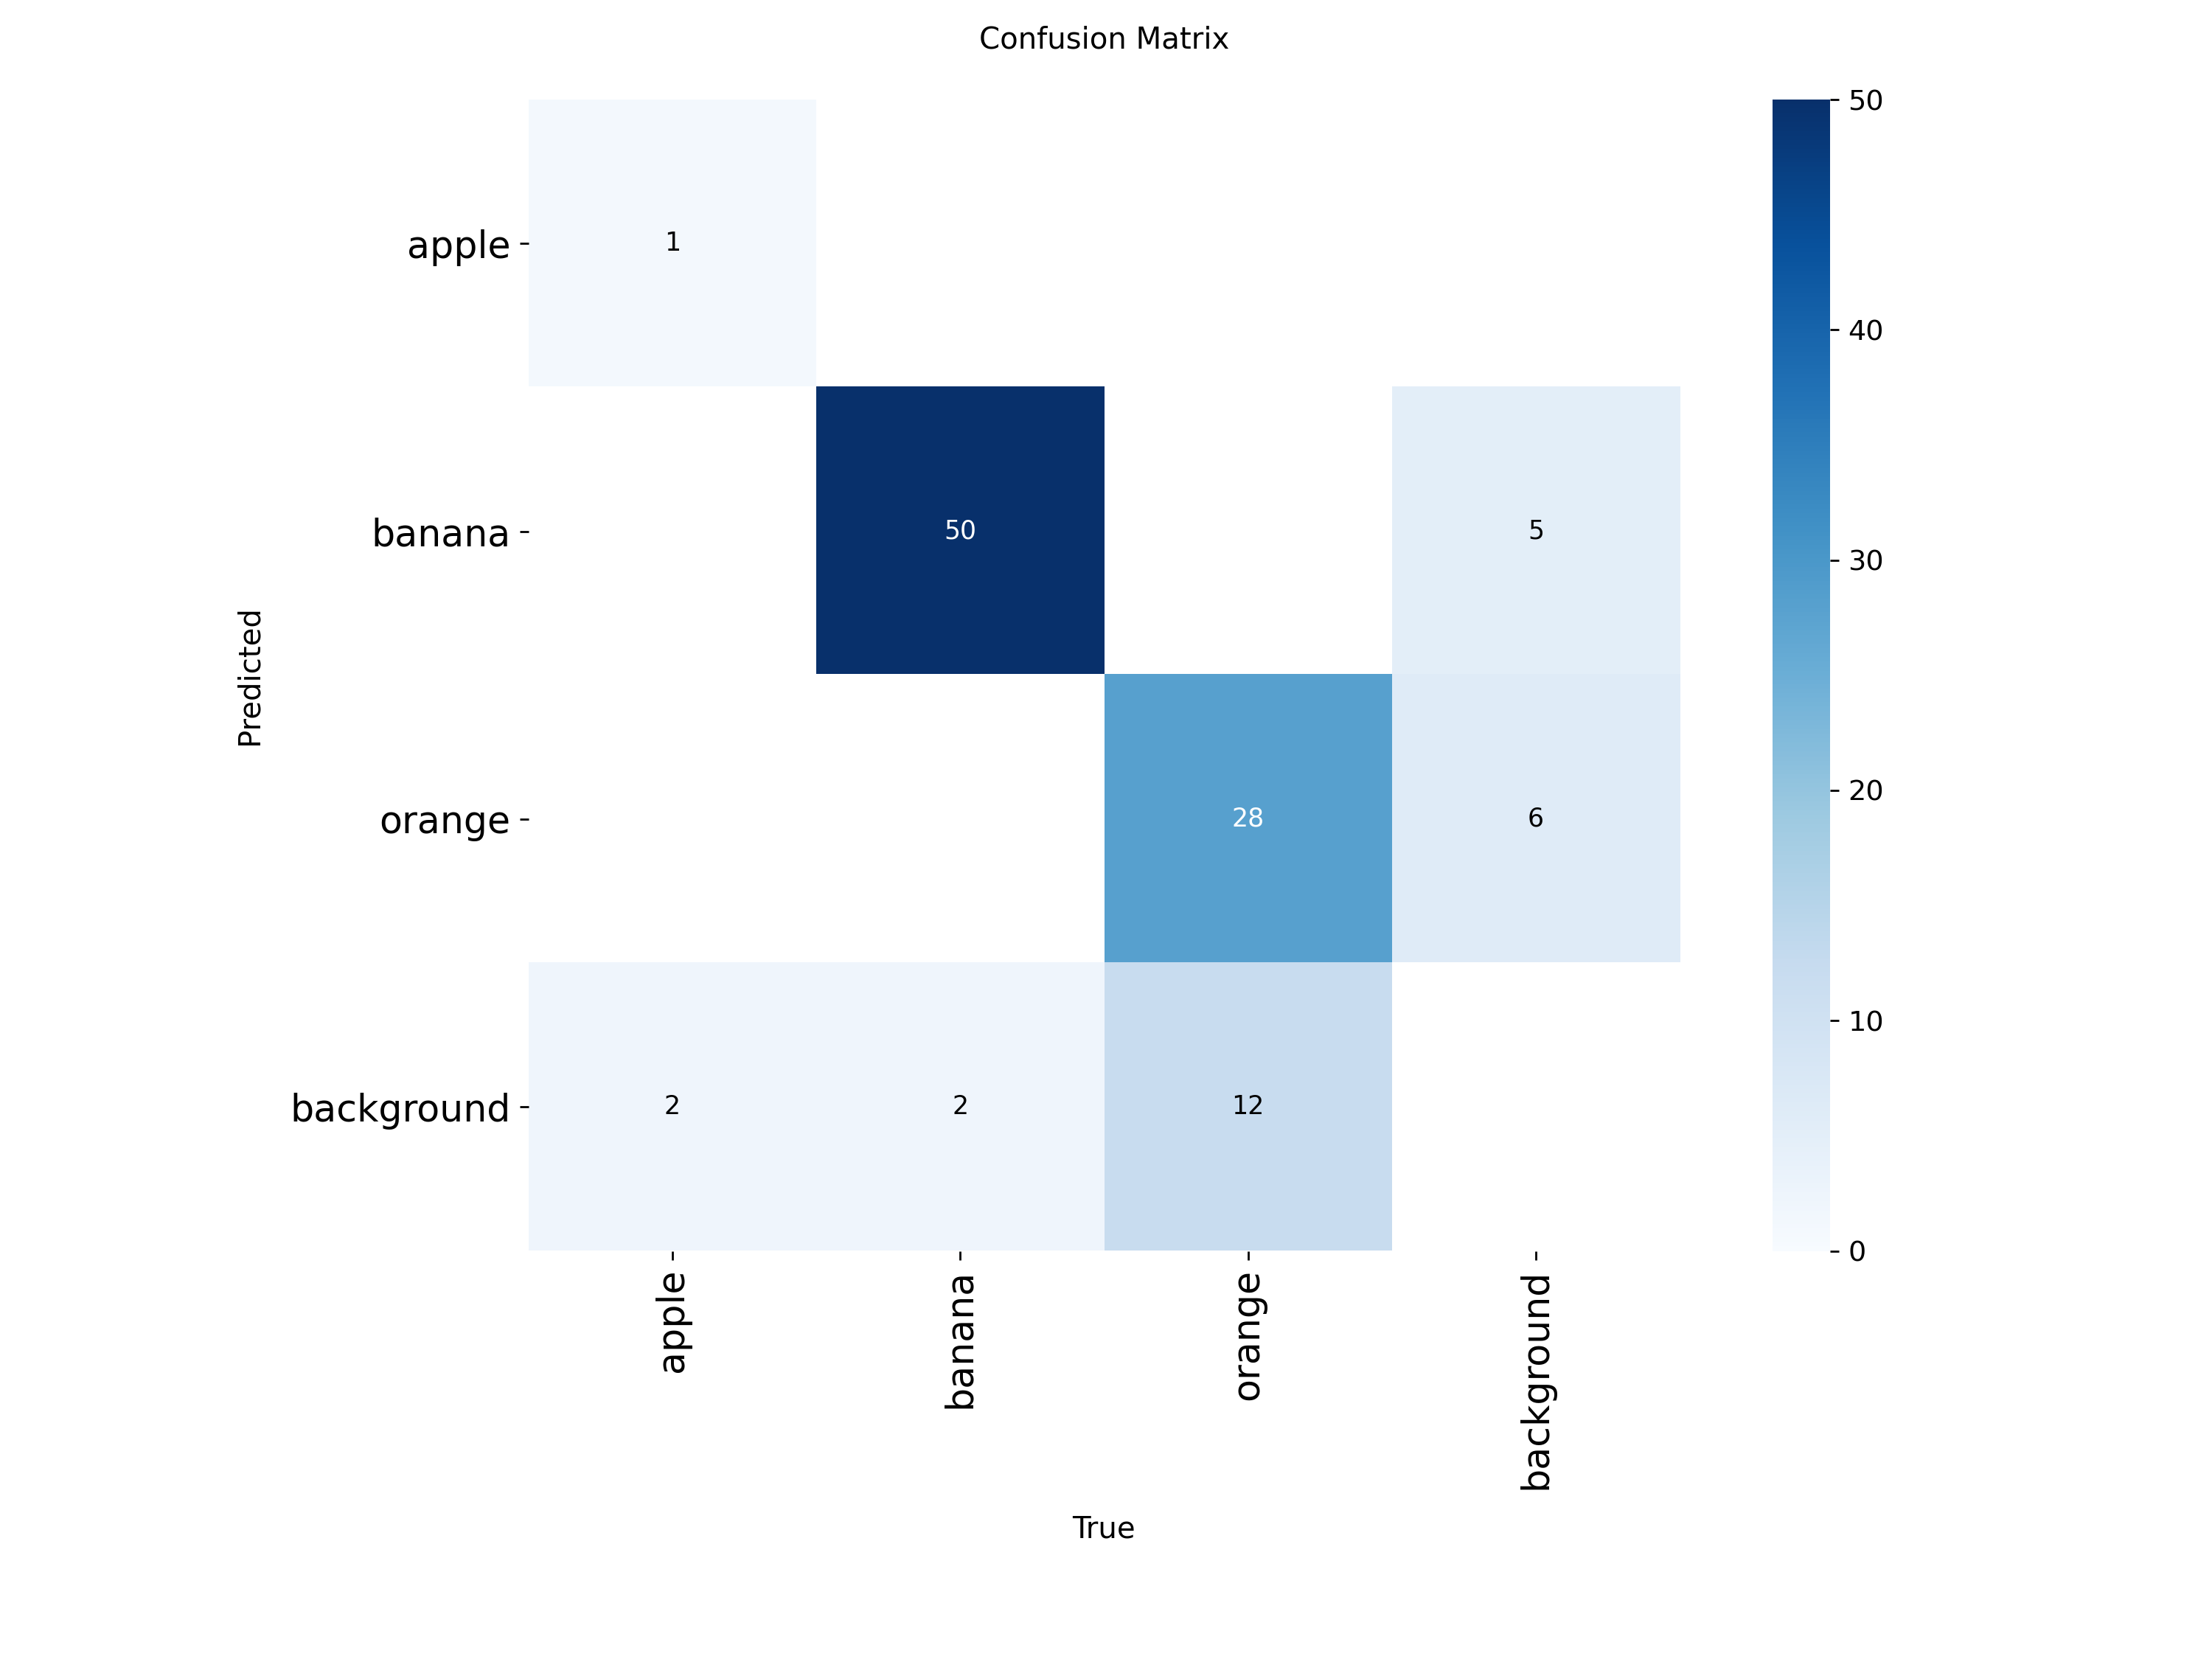 Confusion Matrix
apple
1
banana
50
5
Predicted
orange
28
6
background
2
2
12
apple
banana
orange
background
True
50
40
30
20
10
0